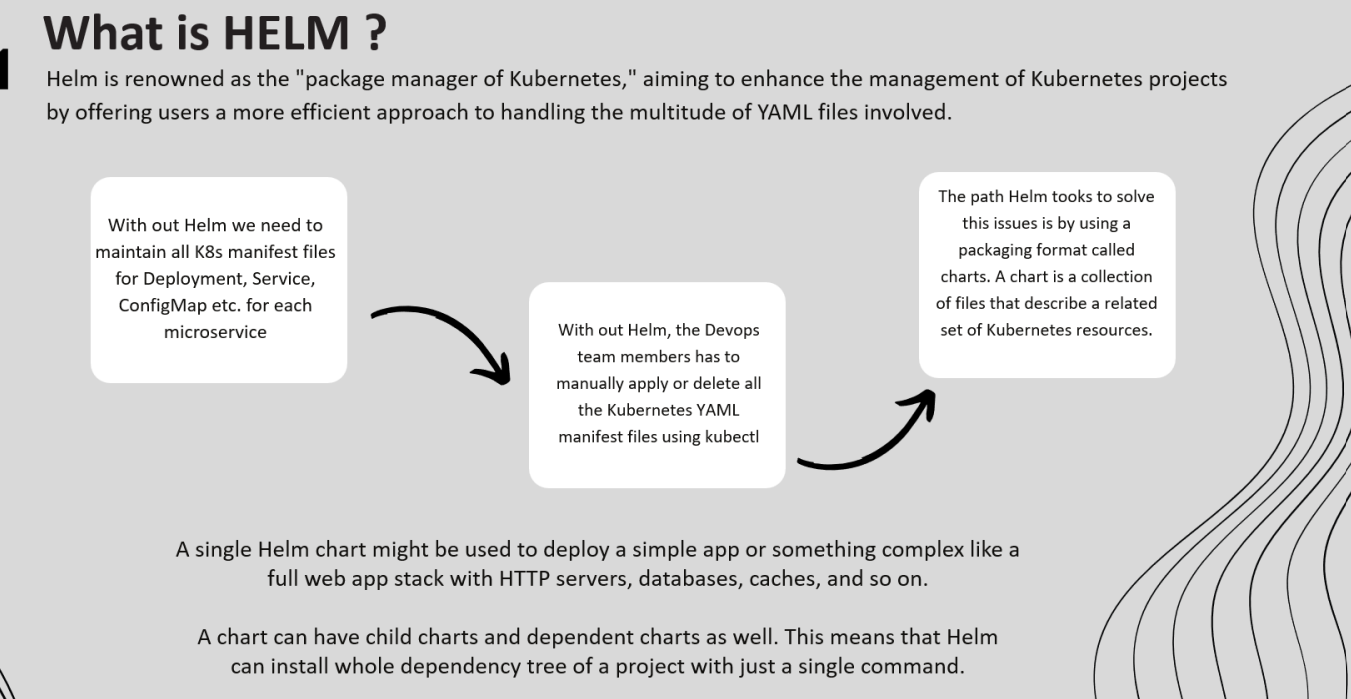 What is HELM ?
1
Helm is renowned as the "package manager of Kubernetes," aiming to enhance the management of Kubernetes projects
by offering users a more efficient approach to handling the multitude of YAML files involved.
With out Helm we need to
maintain all K8s manifest files
for Deployment, Service,
ConfigMap etc. for each
microservice
With out Helm, the Devops
team members has to
manually apply or delete all
the Kubernetes YAML
manifest files using kubectl
The path Helm tooks to solve
this issues is by using a
packaging format called
charts. A chart is a collection
of files that describe a related
set of Kubernetes resources.
A single Helm chart might be used to deploy a simple app or something complex like a
full web app stack with HTTP servers, databases, caches, and so on.
A chart can have child charts and dependent charts as well. This means that Helm
can install whole dependency tree of a project with just a single command.